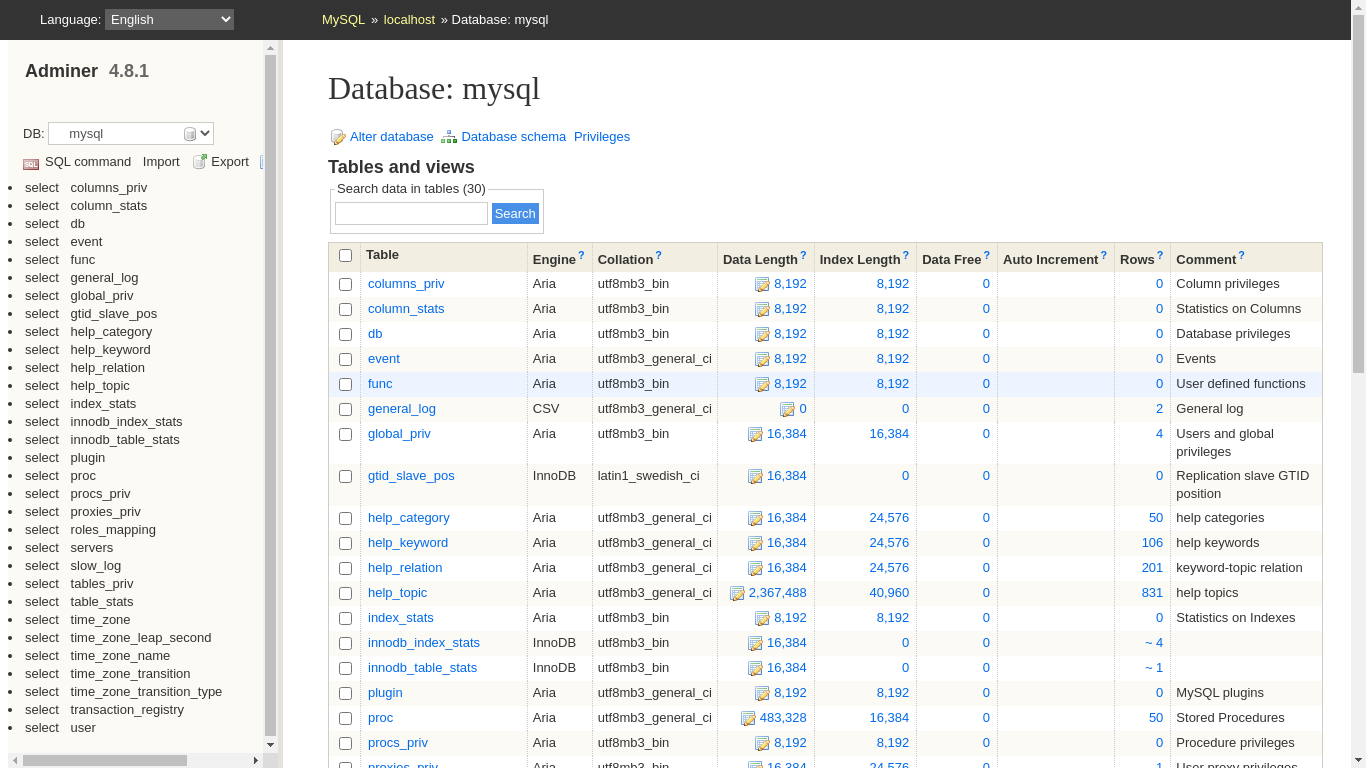 Language: English
MySQL » localhost » Database: mysql
Adminer 4.8.1
DB: mysql
SQL SQL command Import Export
select columns_priv
select column_stats
select db
select event
select func
select general_log
select global_priv
select gtid_slave_pos
select help_category
select help_keyword
select help_relation
select help_topic
select index_stats
select innodb_index_stats
select innodb_table_stats
select plugin
select proc
select procs_priv
select proxies_priv
select roles_mapping
select servers
select slow_log
select tables_priv
select table_stats
select time_zone
select time_zone_leap_second
select time_zone_name
select time_zone_transition
select time_zone_transition_type
select transaction_registry
select user
Database: mysql
Alter database Database schema Privileges
Tables and views
Search data in tables (30)
Search
Table Engine? Collation? Data Length? Index Length? Data Free? Auto Increment? Rows? Comment?
columns_priv Aria utf8mb3_bin 8,192 8,192 0 0 Column privileges
column_stats Aria utf8mb3_bin 8,192 8,192 0 0 Statistics on Columns
db Aria utf8mb3_bin 8,192 8,192 0 0 Database privileges
event Aria utf8mb3_general_ci 8,192 8,192 0 0 Events
func Aria utf8mb3_bin 8,192 8,192 0 0 User defined functions
general_log CSV utf8mb3_general_ci 0 0 0 2 General log
global_priv Aria utf8mb3_bin 16,384 16,384 0 4 Users and global
privileges
gtid_slave_pos InnoDB latin1_swedish_ci 16,384 0 0 0 Replication slave GTID
position
help_category Aria utf8mb3_general_ci 16,384 24,576 0 50 help categories
help_keyword Aria utf8mb3_general_ci 16,384 24,576 0 106 help keywords
help_relation Aria utf8mb3_general_ci 16,384 24,576 0 201 keyword-topic relation
help_topic Aria utf8mb3_general_ci 2,367,488 40,960 0 831 help topics
index_stats Aria utf8mb3_bin 8,192 8,192 0 0 Statistics on Indexes
innodb_index_stats InnoDB utf8mb3_bin 16,384 0 0 ~ 4
innodb_table_stats InnoDB utf8mb3_bin 16,384 0 0 ~ 1
plugin Aria utf8mb3_general_ci 8,192 8,192 0 0 MySQL plugins
proc Aria utf8mb3_general_ci 483,328 16,384 0 50 Stored Procedures
procs_priv Aria utf8mb3_bin 8,192 8,192 0 0 Procedure privileges
proxies_priv Aria utf8mb3_bin 16,384 24,576 0 1 User proxy privileges